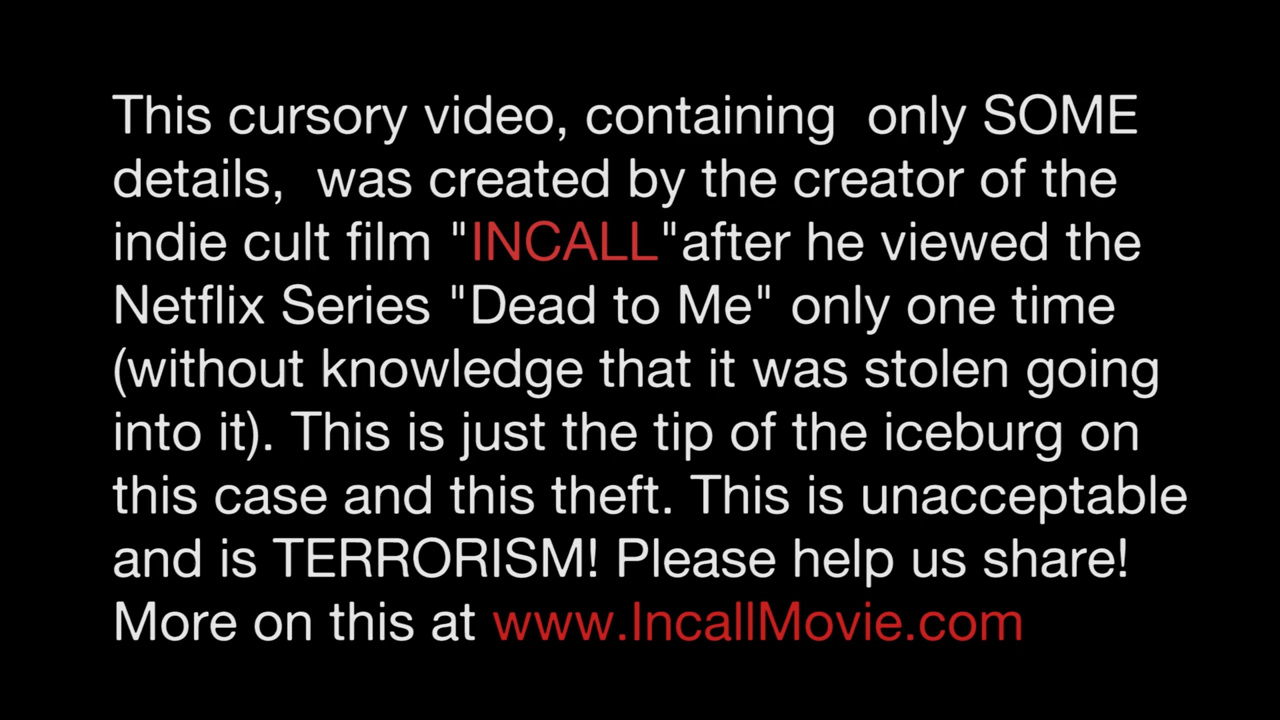 This cursory video, containing  only SOME
details,  was created by the creator of the
indie cult film "INCALL"after he viewed the
Netflix Series "Dead to Me" only one time
(without knowledge that it was stolen going
into it). This is just the tip of the iceburg on
this case and this theft. This is unacceptable
and is TERRORISM! Please help us share!
More on this at www.IncallMovie.com